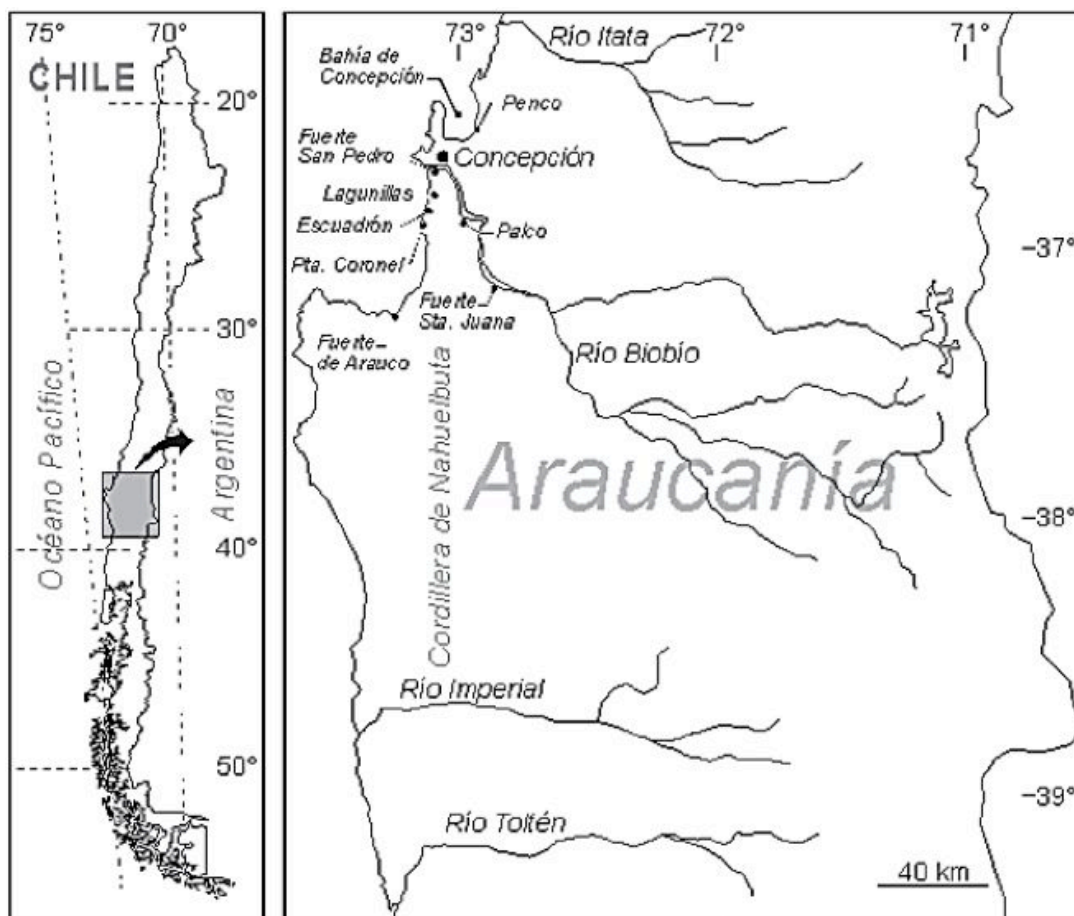 75° 70°
CHILE
20°
30°
40°
50°
Océano Pacífico
Argentina
73° 72° 71°
Río Itata
Bahía de
Concepción
Penco
Fuerte
San Pedro
Concepción
Lagunillas
Escuadrón
Palco
Pta. Coronel
Fuerte
Sta. Juana
Fuerte
de Arauco
Río Biobío
Cordillera de Nahuelbuta
Araucanía
Río Imperial
Río Toltén
-37°
-38°
-39°
40 km